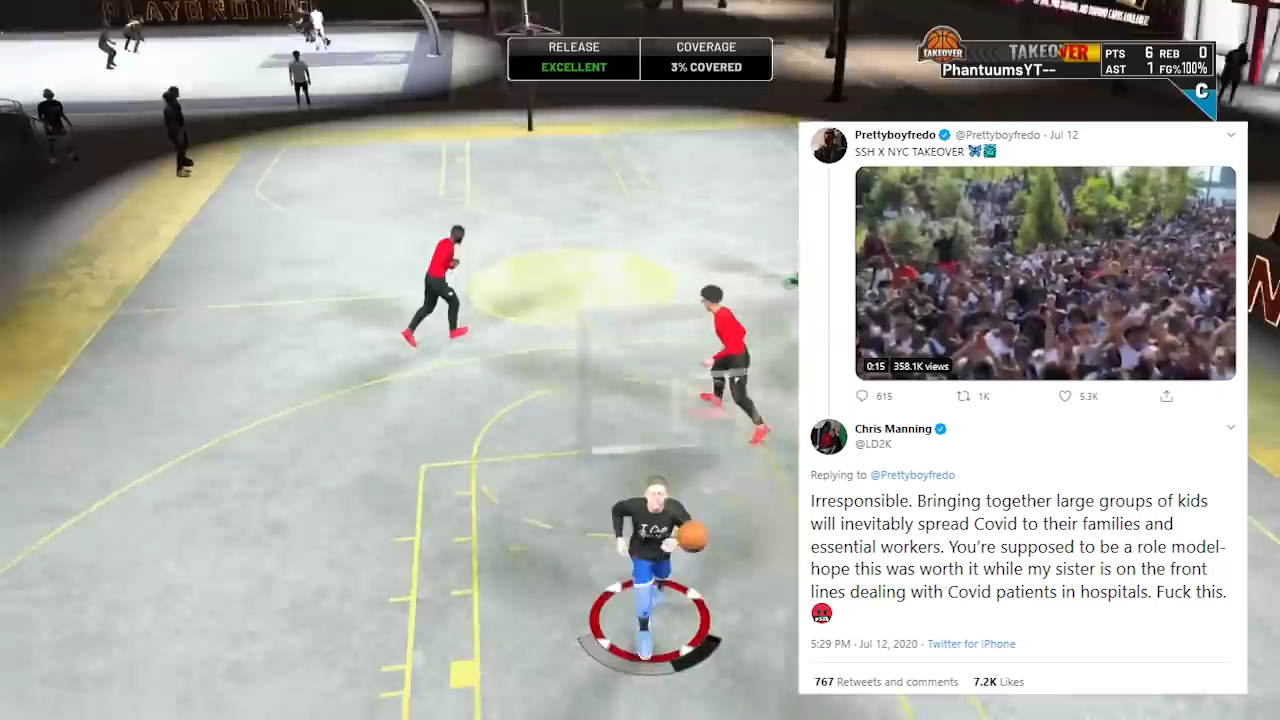 PLAYGROUND
RELEASE
EXCELLENT
COVERAGE
3% COVERED
TAKEOVER
TAKEOVER
PhantuumsYT--
PTS 6 REB 0
AST 1 FG% 100%
C
Prettyboyfredo @Prettyboyfredo · Jul 12
SSH X NYC TAKEOVER 🦋🗽
0:15 358.1K views
615 1K 5.3K
Chris Manning
@LD2K
Replying to @Prettyboyfredo
Irresponsible. Bringing together large groups of kids
will inevitably spread Covid to their families and
essential workers. You're supposed to be a role model-
hope this was worth it while my sister is on the front
lines dealing with Covid patients in hospitals. Fuck this.
🤬
5:29 PM · Jul 12, 2020 · Twitter for iPhone
767 Retweets and comments 7.2K Likes